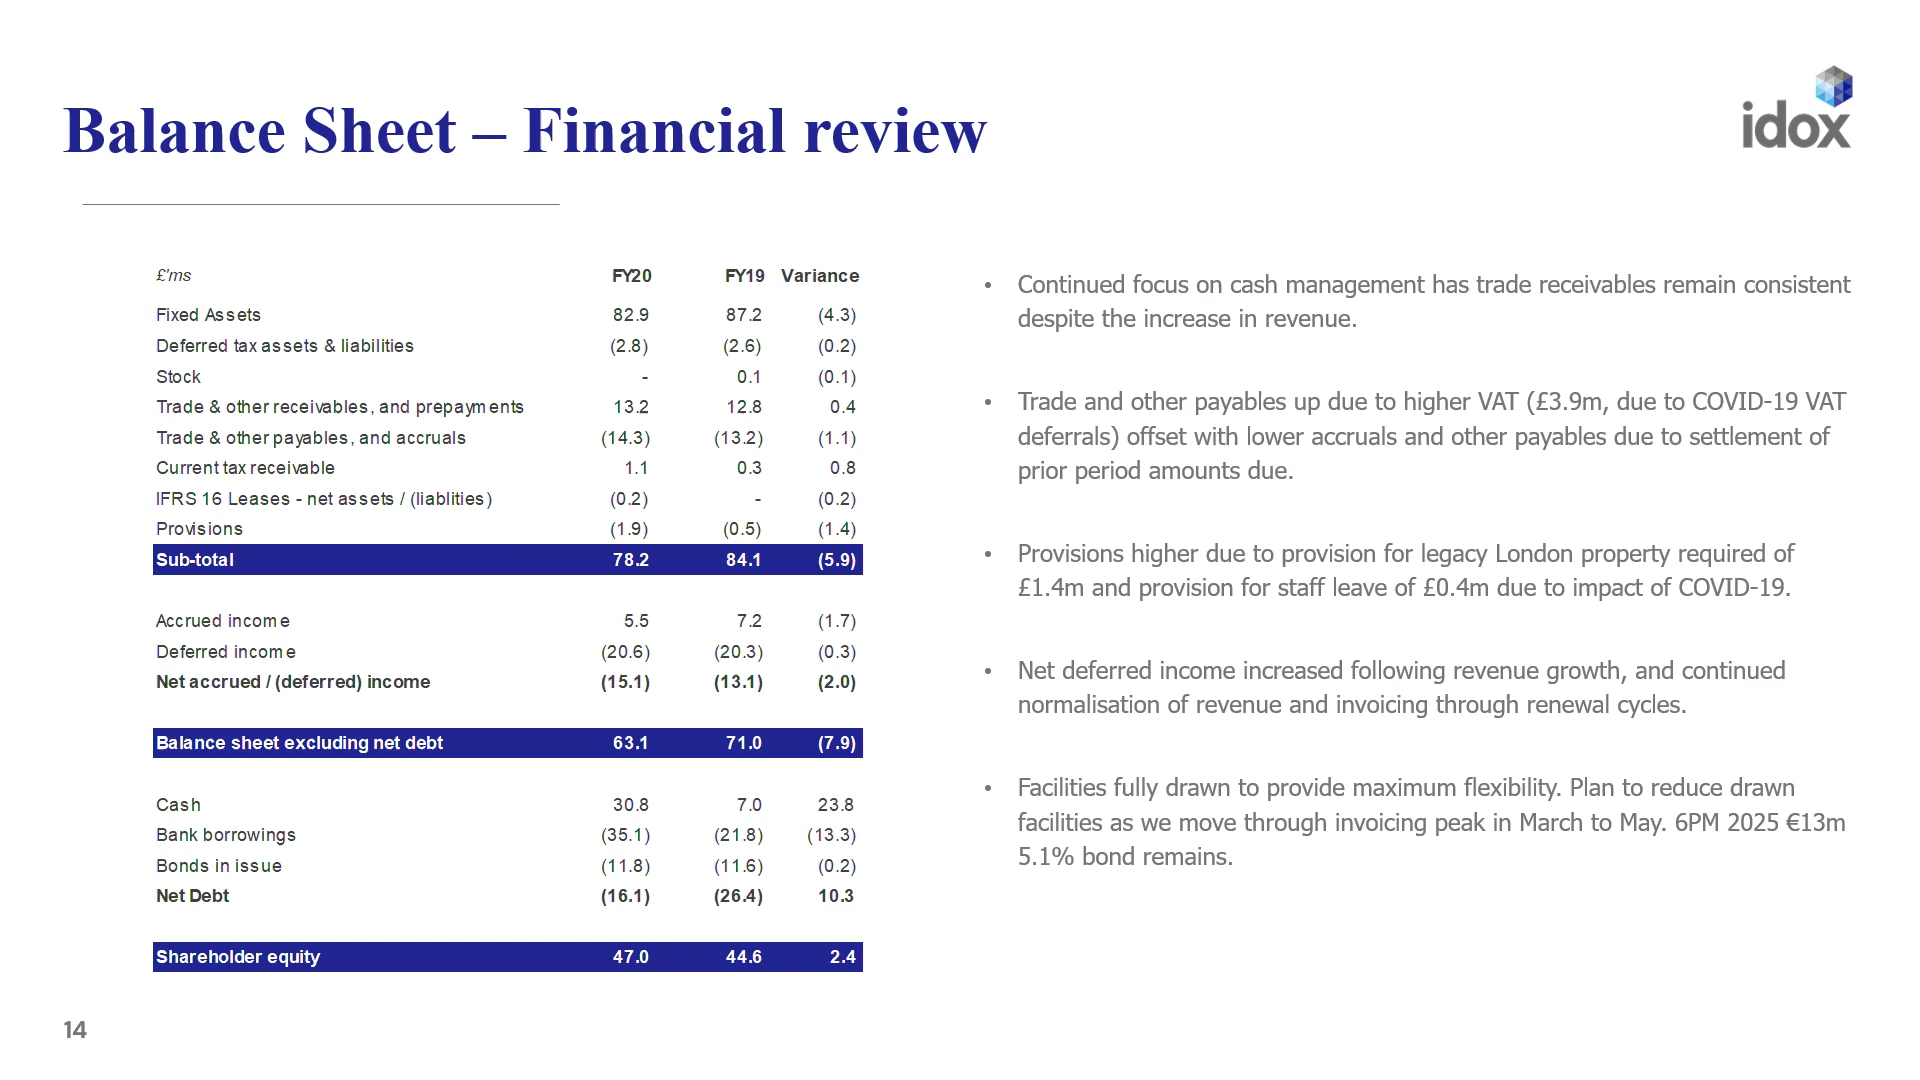 Balance Sheet – Financial review
idox
£'ms FY20 FY19 Variance
Fixed Assets 82.9 87.2 (4.3)
Deferred tax assets & liabilities (2.8) (2.6) (0.2)
Stock - 0.1 (0.1)
Trade & other receivables, and prepayments 13.2 12.8 0.4
Trade & other payables, and accruals (14.3) (13.2) (1.1)
Current tax receivable 1.1 0.3 0.8
IFRS 16 Leases - net assets / (liablities) (0.2) - (0.2)
Provisions (1.9) (0.5) (1.4)
Sub-total 78.2 84.1 (5.9)
Accrued income 5.5 7.2 (1.7)
Deferred income (20.6) (20.3) (0.3)
Net accrued / (deferred) income (15.1) (13.1) (2.0)
Balance sheet excluding net debt 63.1 71.0 (7.9)
Cash 30.8 7.0 23.8
Bank borrowings (35.1) (21.8) (13.3)
Bonds in issue (11.8) (11.6) (0.2)
Net Debt (16.1) (26.4) 10.3
Shareholder equity 47.0 44.6 2.4
• Continued focus on cash management has trade receivables remain consistent
despite the increase in revenue.
• Trade and other payables up due to higher VAT (£3.9m, due to COVID-19 VAT
deferrals) offset with lower accruals and other payables due to settlement of
prior period amounts due.
• Provisions higher due to provision for legacy London property required of
£1.4m and provision for staff leave of £0.4m due to impact of COVID-19.
• Net deferred income increased following revenue growth, and continued
normalisation of revenue and invoicing through renewal cycles.
• Facilities fully drawn to provide maximum flexibility. Plan to reduce drawn
facilities as we move through invoicing peak in March to May. 6PM 2025 €13m
5.1% bond remains.
14